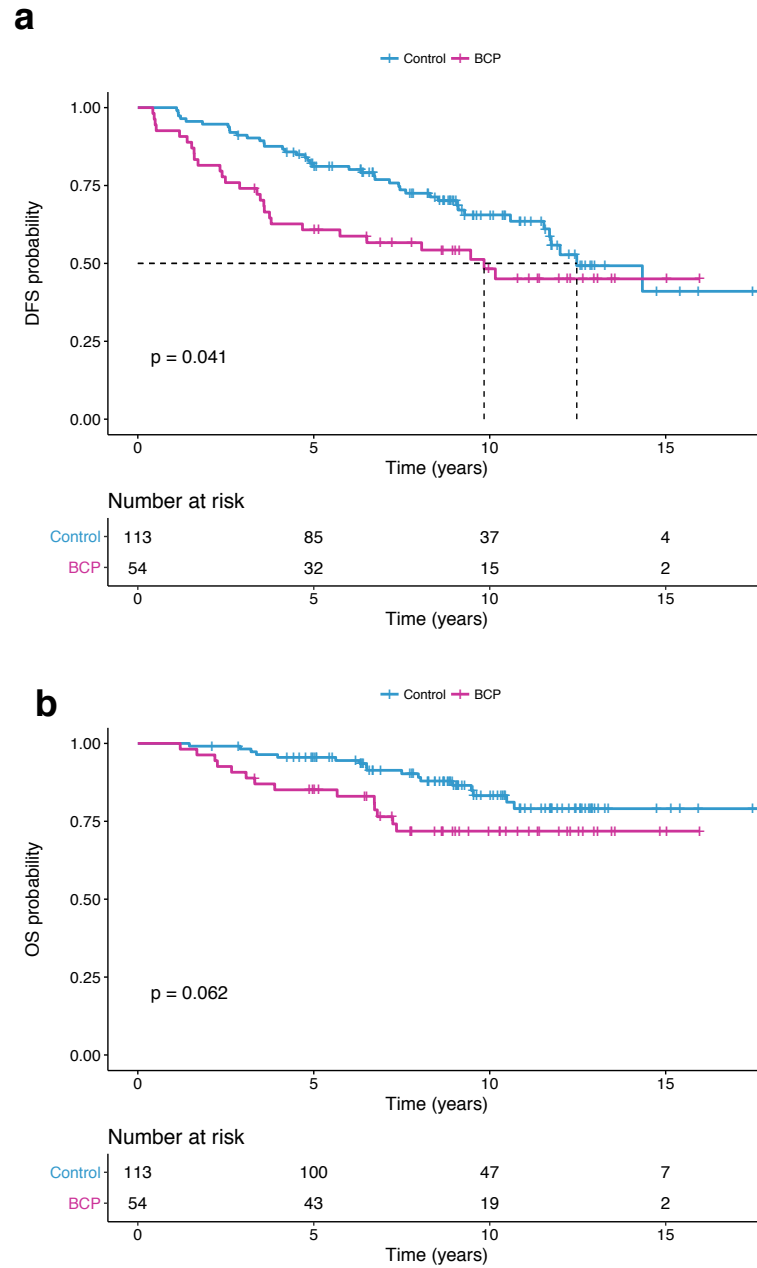 a
Control BCP
1.00
0.75
0.50
0.25
0.00
DFS probability
p = 0.041
0 5 10 15
Time (years)
Number at risk
Control 113 85 37 4
BCP 54 32 15 2
0 5 10 15
Time (years)
b
Control BCP
1.00
0.75
0.50
0.25
0.00
OS probability
p = 0.062
0 5 10 15
Time (years)
Number at risk
Control 113 100 47 7
BCP 54 43 19 2
0 5 10 15
Time (years)